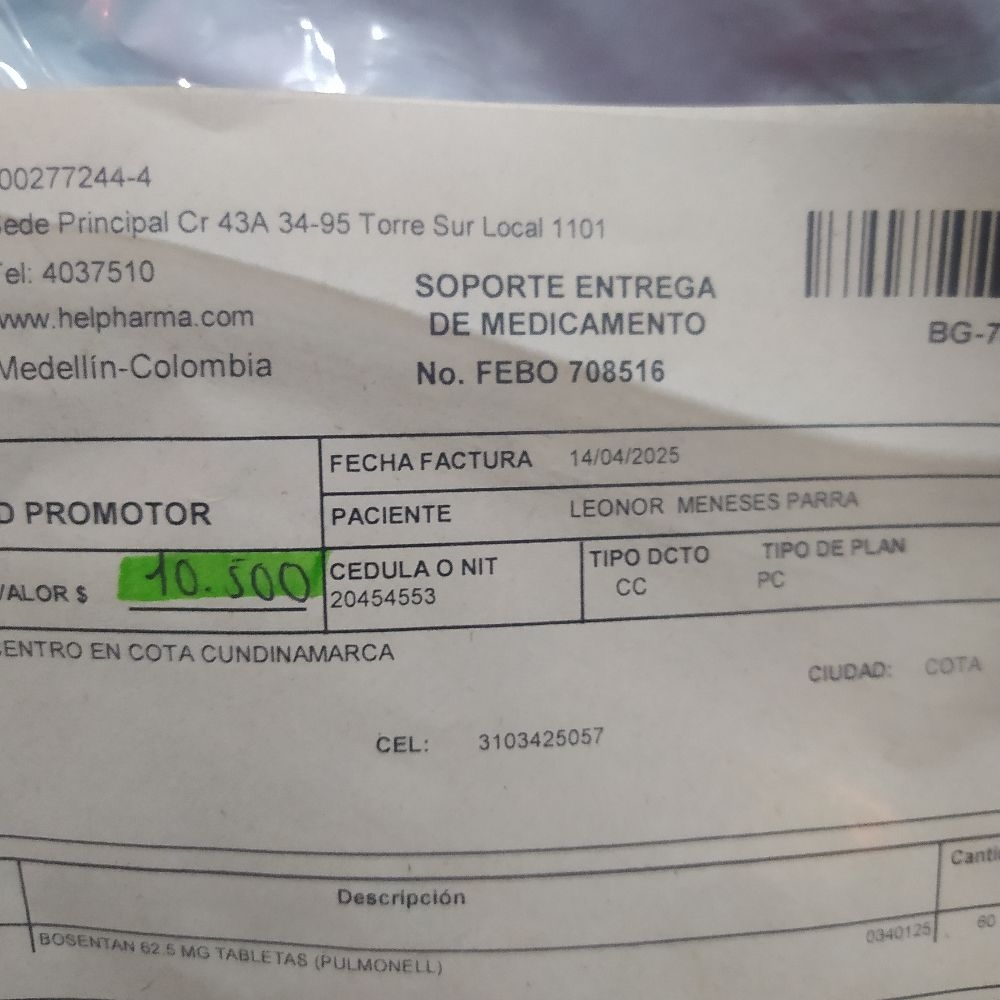 00277244-4
Sede Principal Cr 43A 34-95 Torre Sur Local 1101
Tel: 4037510
www.helpharma.com
Medellín-Colombia
SOPORTE ENTREGA
DE MEDICAMENTO
No. FEBO 708516
BG-7
FECHA FACTURA 14/04/2025
D PROMOTOR
PACIENTE LEONOR MENESES PARRA
VALOR $ 10.500
CEDULA O NIT
20454553
TIPO DCTO
CC
TIPO DE PLAN
PC
CENTRO EN COTA CUNDINAMARCA
CIUDAD: COTA
CEL: 3103425057
Descripción
Canti
BOSENTAN 62.5 MG TABLETAS (PULMONELL)
0340125
60